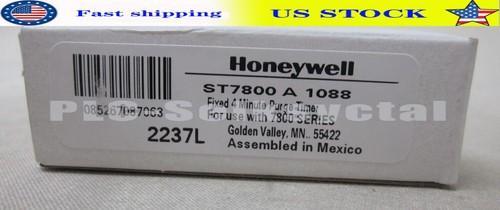 Fast shipping
US STOCK
Honeywell
ST7800 A 1088
Fixed 4 Minute Purge Timer
For use with 7800 SERIES
Golden Valley, MN.. 55422
Assembled in Mexico
085267087063
2237L